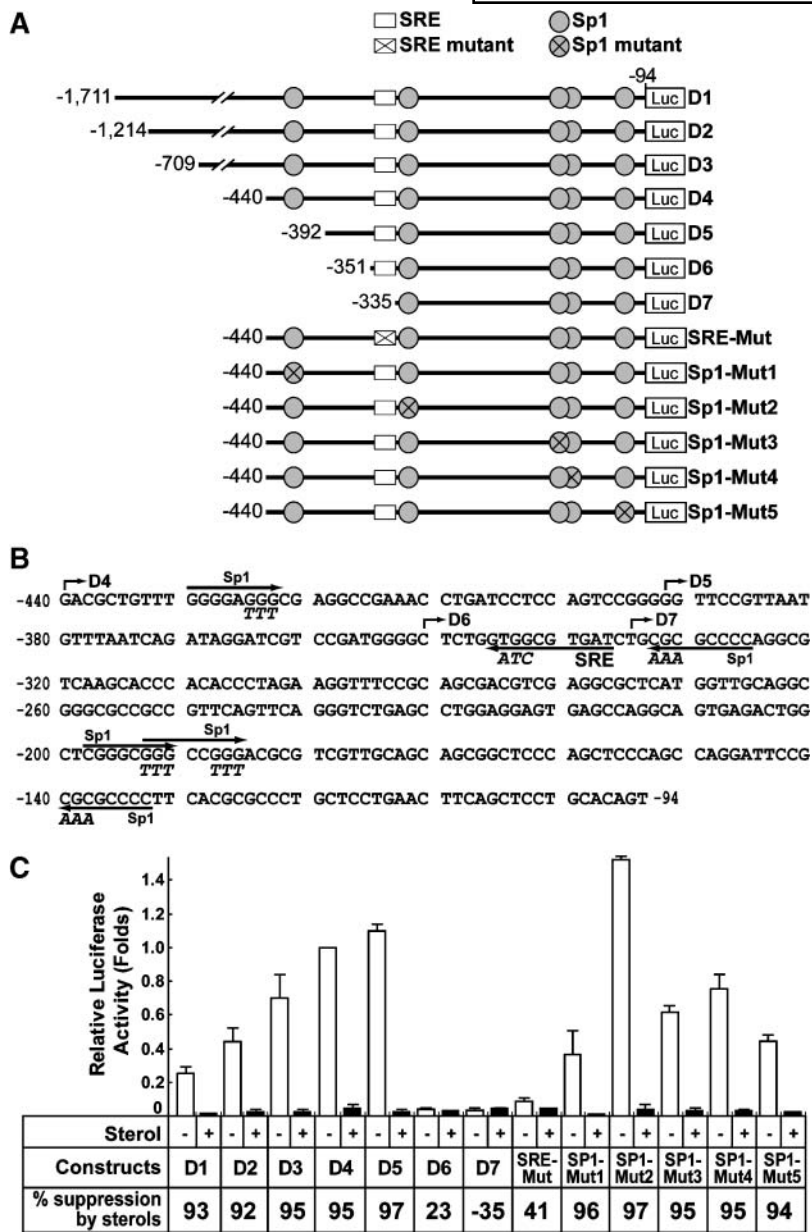 A
SRE
Sp1
SRE mutant
Sp1 mutant
-94
-1,711 Luc D1
-1,214 Luc D2
-709 Luc D3
-440 Luc D4
-392 Luc D5
-351 Luc D6
-335 Luc D7
-440 Luc SRE-Mut
-440 Luc Sp1-Mut1
-440 Luc Sp1-Mut2
-440 Luc Sp1-Mut3
-440 Luc Sp1-Mut4
-440 Luc Sp1-Mut5
B
D4 Sp1 D5
-440 GACGCTGTTT GGGGAGGGCG AGGCCGAAAC CTGATCCTCC AGTCCGGGGG TTCCGTTAAT
TTT
D6 D7
-380 GTTTAATCAG ATAGGATCGT CCGATGGGGC TCTGGTGGCG TGATCTGCGC GCCCCAGGCG
ATC SRE AAA Sp1
-320 TCAAGCACCC ACACCCTAGA AGGTTTCCGC AGCGACGTCG AGGCGCTCAT GGTTGCAGGC
-260 GGGCGCCGCC GTTCAGTTCA GGGTCTGAGC CTGGAGGAGT GAGCCAGGCA GTGAGACTGG
Sp1 Sp1
-200 CTCGGGCGGG CCGGGACGCG TCGTTGCAGC AGCGGCTCCC AGCTCCCAGC CAGGATTCCG
TTT TTT
-140 CGCGCCCCTT CACGCGCCCT GCTCCTGAAC TTCAGCTCCT GCACAGT -94
AAA Sp1
C
Relative Luciferase
Activity (Folds)
1.4
1.0
0.8
0.6
0.4
0.2
0
Sterol - + - + - + - + - + - + - + - + - + - + - + - + - +
Constructs D1 D2 D3 D4 D5 D6 D7 SRE-Mut SP1-Mut1 SP1-Mut2 SP1-Mut3 SP1-Mut4 SP1-Mut5
% suppression by sterols 93 92 95 95 97 23 -35 41 96 97 95 95 94